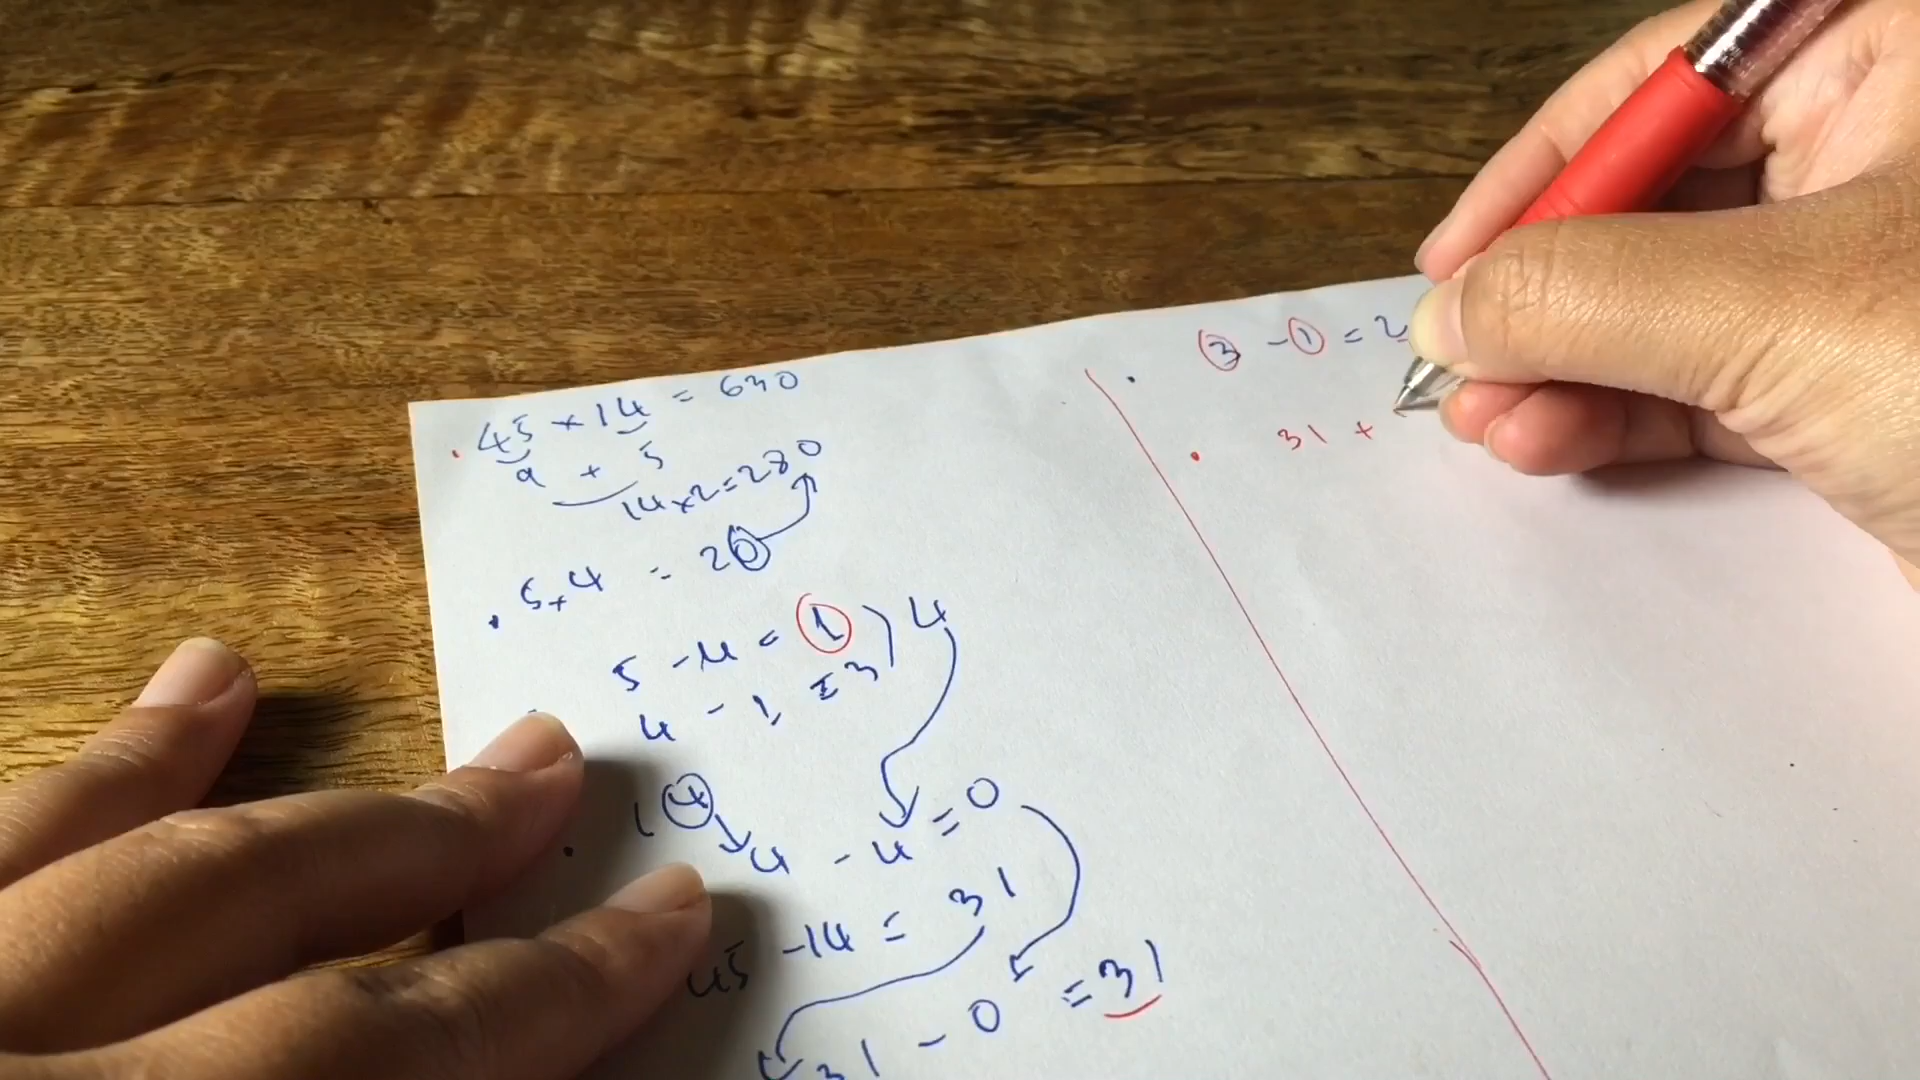 45 × 14 = 630
9 + 5
14 × 2 = 280
5 × 4 = 20
5 - 4 = 1 ) 4
4 - 1 = 3
14
4 - 4 = 0
45 - 14 = 31
31 - 0 = 31
3 - 1 = 2
31 +